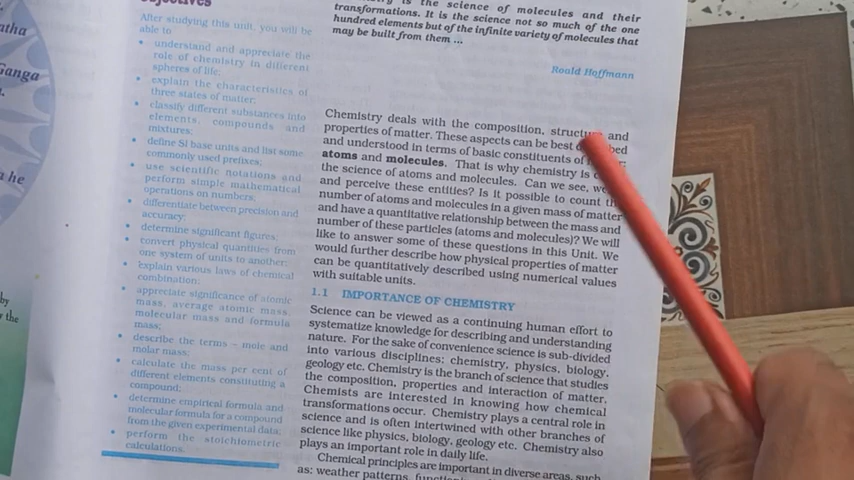 atha
Ganga
a.
a he
by
the
Objectives
After studying this unit, you will be
able to
• understand and appreciate the
role of chemistry in different
spheres of life;
• explain the characteristics of
three states of matter;
• classify different substances into
elements, compounds and
mixtures;
• define SI base units and list some
commonly used prefixes;
• use scientific notations and
perform simple mathematical
operations on numbers;
• differentiate between precision and
accuracy;
• determine significant figures;
• convert physical quantities from
one system of units to another;
• explain various laws of chemical
combination;
• appreciate significance of atomic
mass, average atomic mass,
molecular mass and formula
mass;
• describe the terms – mole and
molar mass;
• calculate the mass per cent of
different elements constituting a
compound;
• determine empirical formula and
molecular formula for a compound
from the given experimental data;
• perform the stoichiometric
calculations.
is the science of molecules and their
transformations. It is the science not so much of the one
hundred elements but of the infinite variety of molecules that
may be built from them ...
Roald Hoffmann
Chemistry deals with the composition, structure and
properties of matter. These aspects can be best
and understood in terms of basic constituents of
atoms and molecules. That is why chemistry is
the science of atoms and molecules. Can we see,
and perceive these entities? Is it possible to count
number of atoms and molecules in a given mass of matter
and have a quantitative relationship between the mass and
number of these particles (atoms and molecules)? We will
like to answer some of these questions in this Unit. We
would further describe how physical properties of matter
can be quantitatively described using numerical values
with suitable units.
1.1 IMPORTANCE OF CHEMISTRY
Science can be viewed as a continuing human effort to
systematize knowledge for describing and understanding
nature. For the sake of convenience science is sub-divided
into various disciplines; chemistry, physics, biology,
geology etc. Chemistry is the branch of science that studies
the composition, properties and interaction of matter.
Chemists are interested in knowing how chemical
transformations occur. Chemistry plays a central role in
science and is often intertwined with other branches of
science like physics, biology, geology etc. Chemistry also
plays an important role in daily life.
Chemical principles are important in diverse areas, such
as: weather patterns,